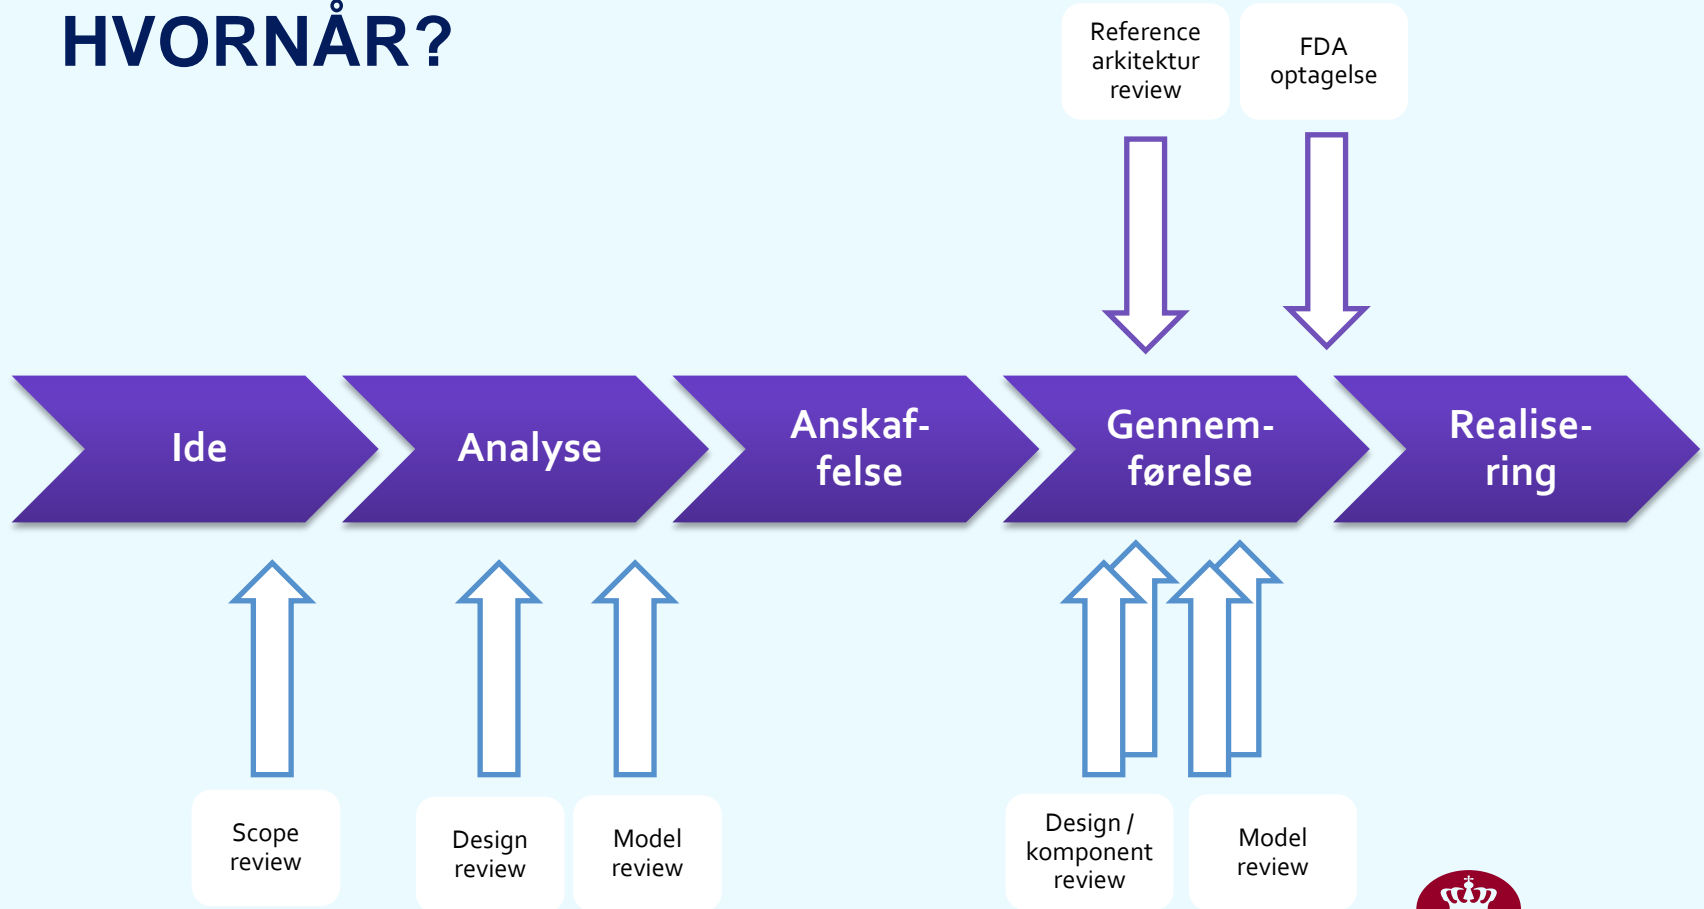 HVORNÅR?
Reference
arkitektur
review
FDA
optagelse
Ide
Analyse
Anskaf-
felse
Gennem-
førelse
Realise-
ring
Scope
review
Design
review
Model
review
Design /
komponent
review
Model
review